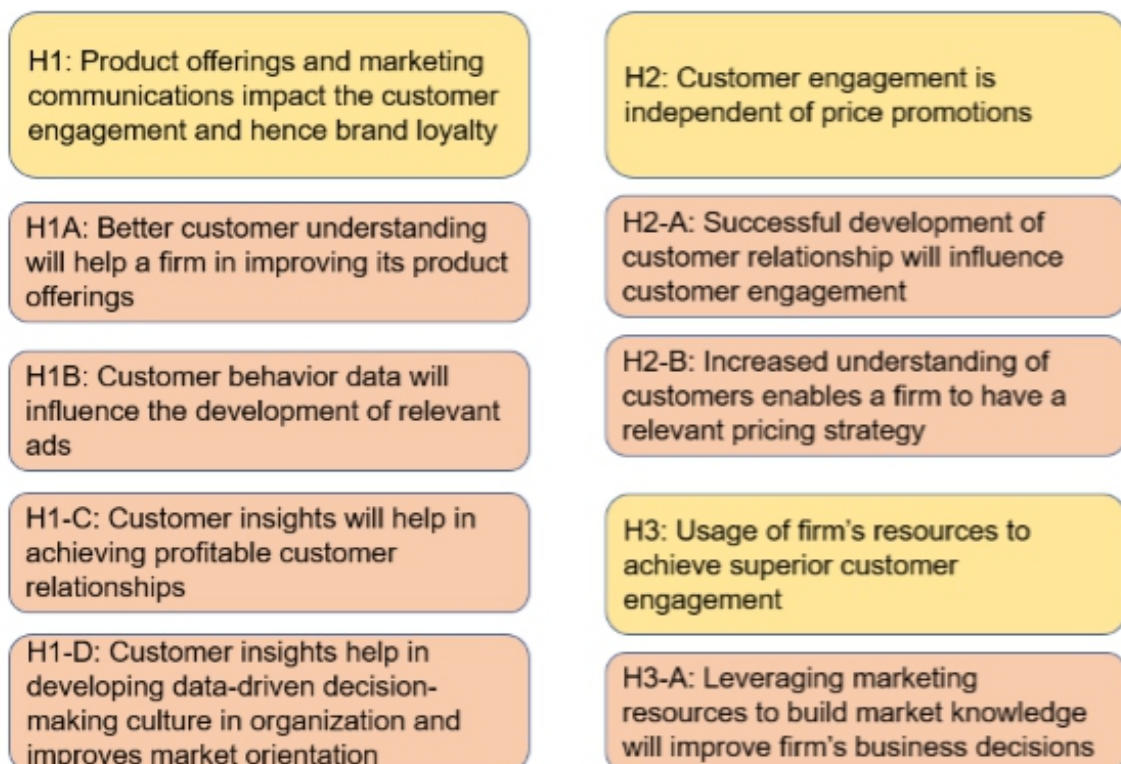 H1: Product offerings and marketing
communications impact the customer
engagement and hence brand loyalty
H1A: Better customer understanding
will help a firm in improving its product
offerings
H1B: Customer behavior data will
influence the development of relevant
ads
H1-C: Customer insights will help in
achieving profitable customer
relationships
H1-D: Customer insights help in
developing data-driven decision-
making culture in organization and
improves market orientation
H2: Customer engagement is
independent of price promotions
H2-A: Successful development of
customer relationship will influence
customer engagement
H2-B: Increased understanding of
customers enables a firm to have a
relevant pricing strategy
H3: Usage of firm's resources to
achieve superior customer
engagement
H3-A: Leveraging marketing
resources to build market knowledge
will improve firm's business decisions